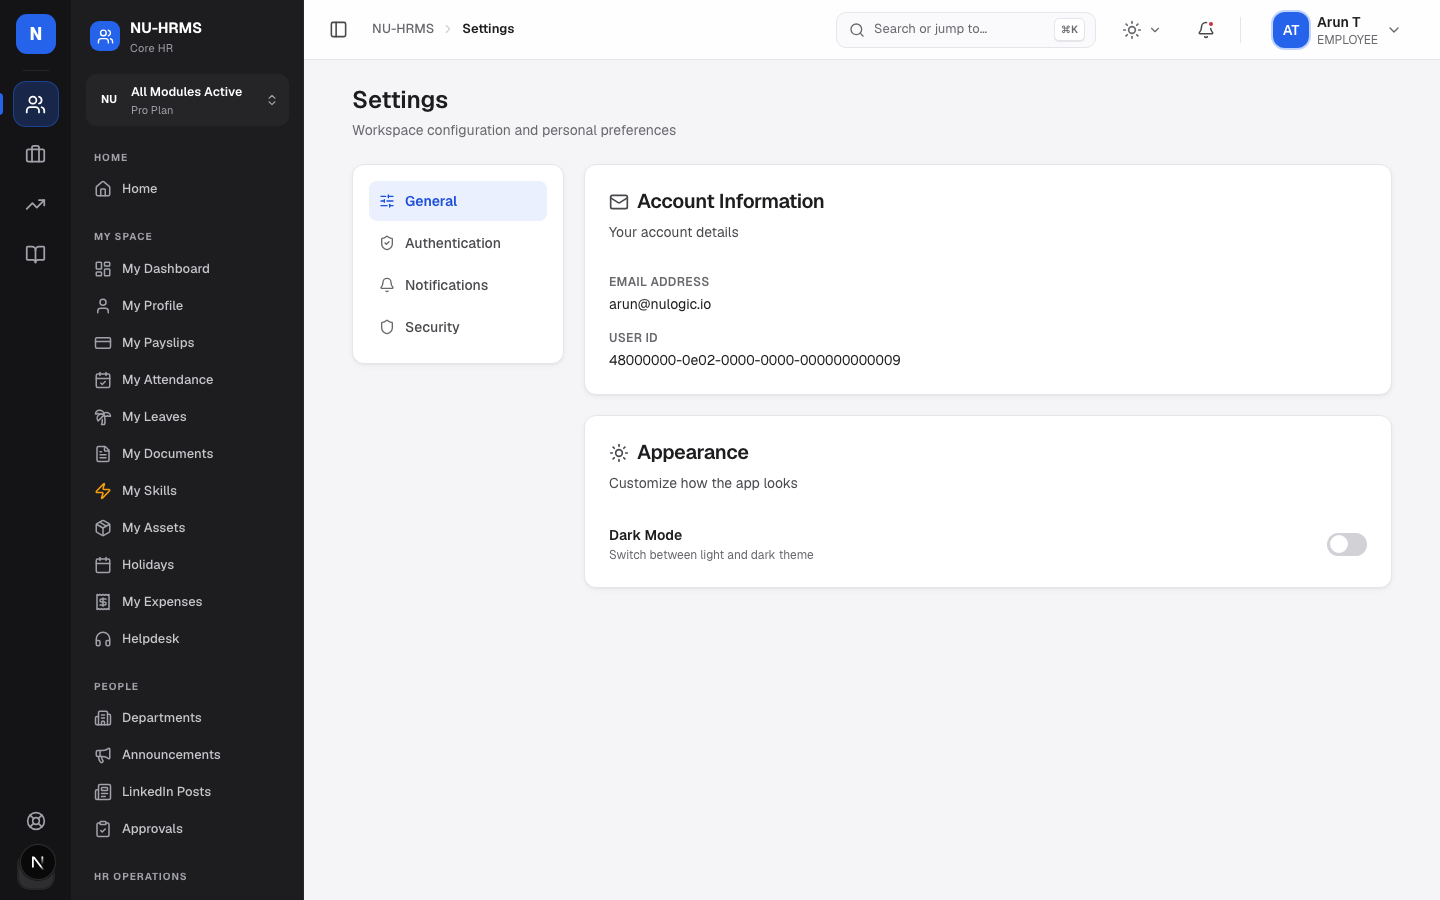 N
NU-HRMS
Core HR
NU
All Modules Active
Pro Plan
HOME
Home
MY SPACE
My Dashboard
My Profile
My Payslips
My Attendance
My Leaves
My Documents
My Skills
My Assets
Holidays
My Expenses
Helpdesk
PEOPLE
Departments
Announcements
LinkedIn Posts
Approvals
HR OPERATIONS
N
NU-HRMS > Settings
Search or jump to...
⌘K
AT
Arun T
EMPLOYEE
Settings
Workspace configuration and personal preferences
General
Authentication
Notifications
Security
Account Information
Your account details
EMAIL ADDRESS
arun@nulogic.io
USER ID
48000000-0e02-0000-0000-000000000009
Appearance
Customize how the app looks
Dark Mode
Switch between light and dark theme